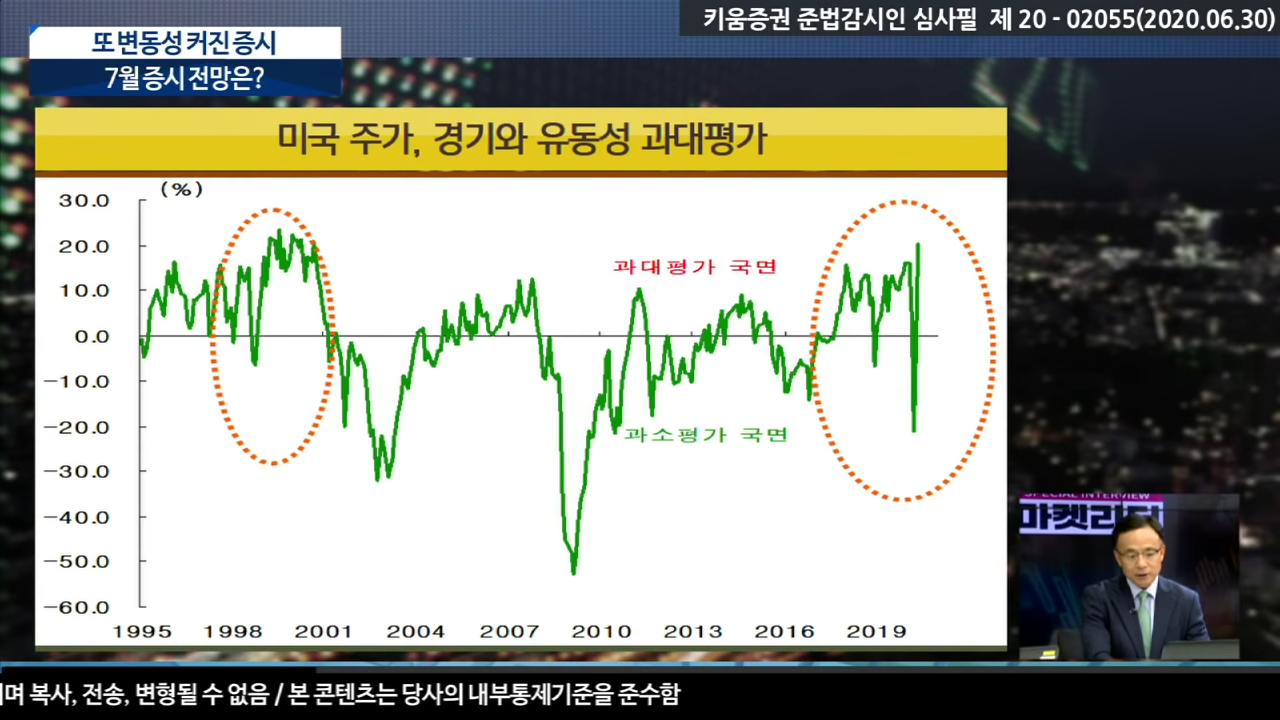 키움증권 준법감시인 심사필 제 20 - 02055(2020.06.30)
또 변동성 커진 증시
7월 증시 전망은?
미국 주가, 경기와 유동성 과대평가
(%)
30.0
20.0
10.0
0.0
-10.0
-20.0
-30.0
-40.0
-50.0
-60.0
과대평가 국면
과소평가 국면
1995 1998 2001 2004 2007 2010 2013 2016 2019
SPECIAL INTERVIEW
마켓리더
며 복사, 전송, 변형될 수 없음 / 본 콘텐츠는 당사의 내부통제기준을 준수함